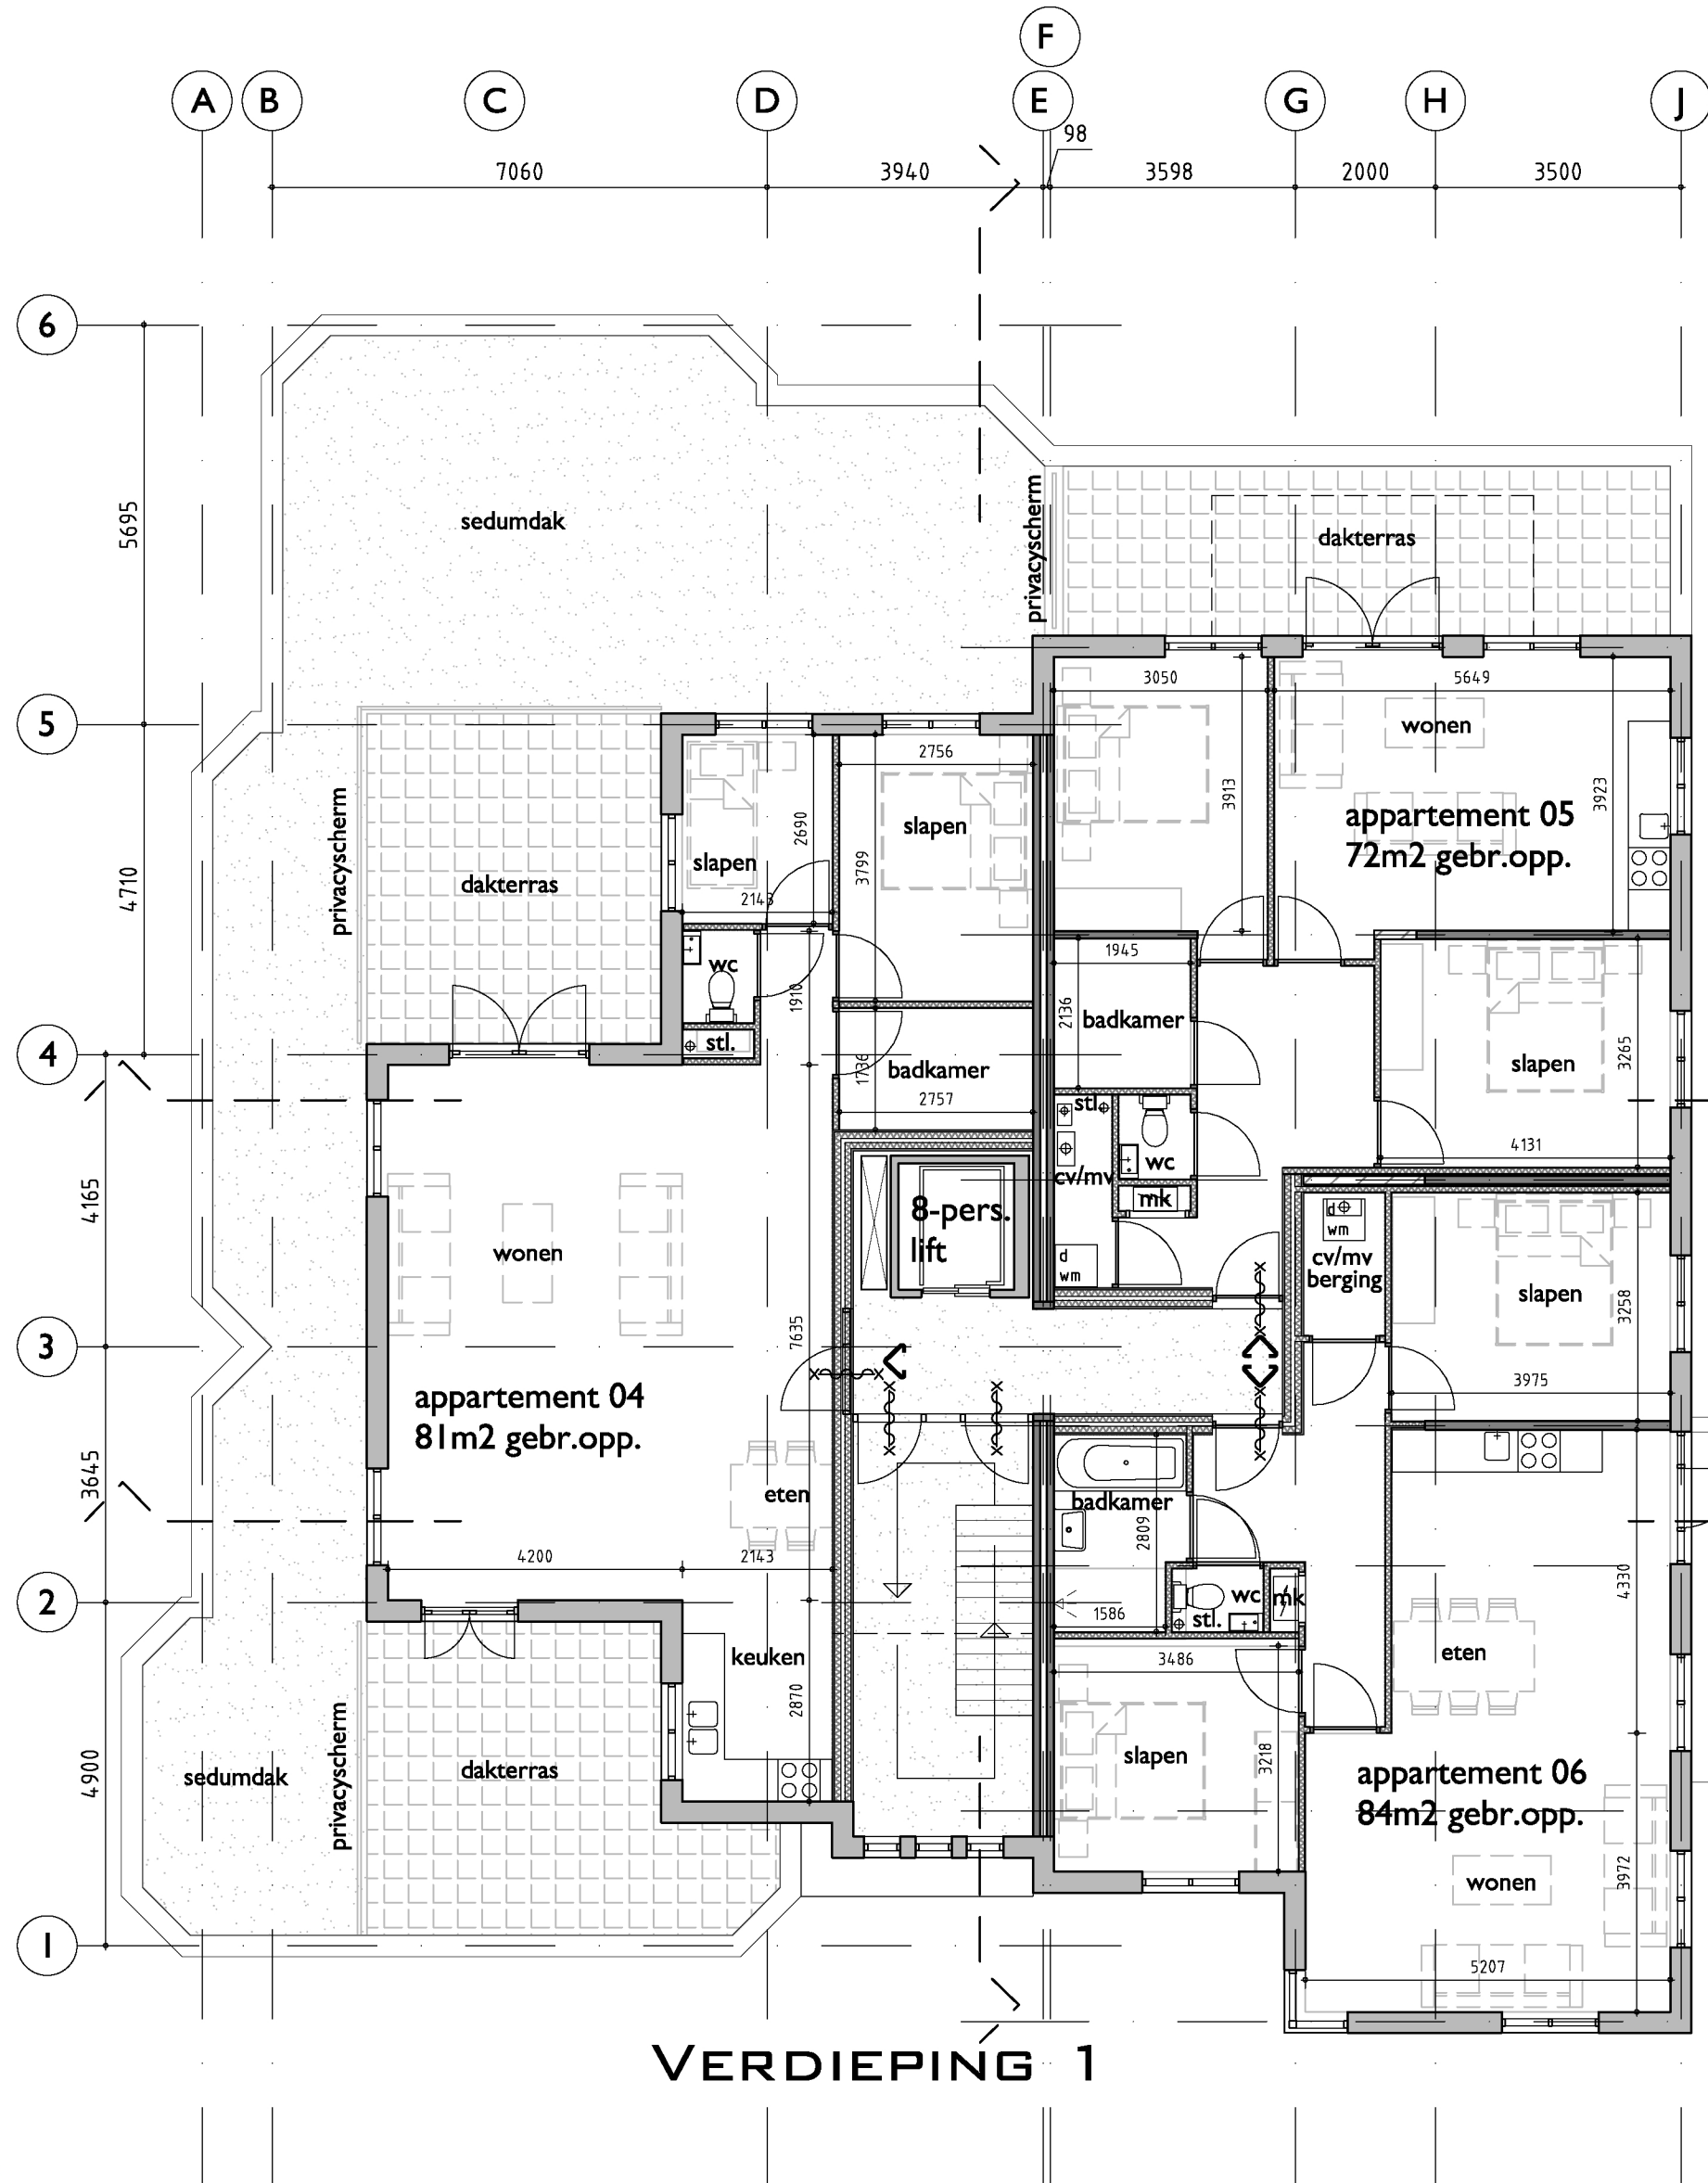 F
A
B
C
D
E
G
H
J
98
7060
3940
3598
2000
3500
6
5695
sedumdak
privacyscherm
dakterras
5
3050
5649
wonen
2756
3913
3923
appartement 05
72m2 gebr.opp.
4710
privacyscherm
dakterras
slapen
2690
2143
3799
slapen
wc
1910
1945
2136
badkamer
stl.
4
1736
badkamer
2757
slapen
3265
4131
stl.
cv/mv
wc
mk
4165
8-pers.
lift
wonen
d
wm
d
wm
cv/mv
berging
slapen
3258
3
7635
3975
appartement 04
81m2 gebr.opp.
3645
eten
badkamer
2809
4200
2143
4330
2
1586
wc
stl.
mk
keuken
2870
3486
eten
privacyscherm
slapen
3218
4900
sedumdak
dakterras
appartement 06
84m2 gebr.opp.
wonen
3972
1
5207
VERDIEPING 1